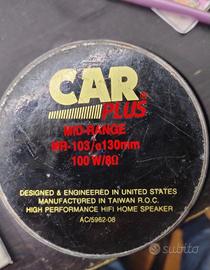 CAR
PLUS
MID-RANGE
MR-103/ø130mm
100 W/8Ω
DESIGNED & ENGINEERED IN UNITED STATES
MANUFACTURED IN TAIWAN R.O.C.
HIGH PERFORMANCE HIFI HOME SPEAKER
AC/5962-08
subito